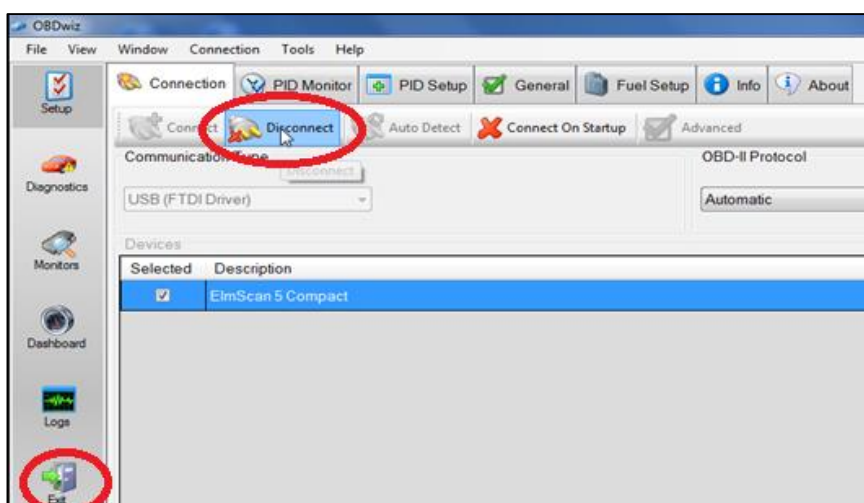 OBDwiz
File View Window Connection Tools Help
Connection PID Monitor PID Setup General Fuel Setup Info About
Setup
Connect Disconnect Auto Detect Connect On Startup Advanced
Communication Type OBD-II Protocol
Disconnect
Diagnostics
USB (FTDI Driver) Automatic
Devices
Monitors
Selected Description
ElmScan 5 Compact
Dashboard
Logs
Exit